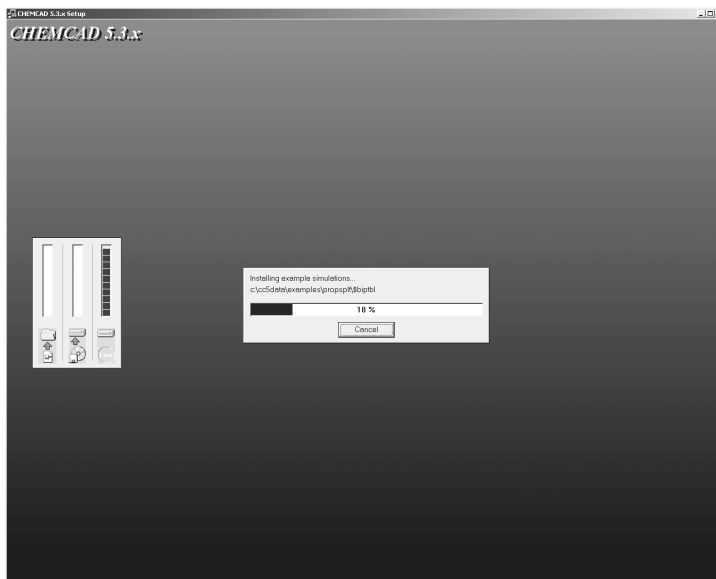 CHEMCAD 5.3.x Setup
CHEMCAD 5.3.x
Installing example simulations...
c:\cc5data\examples\propsplt\$biptbl
18 %
Cancel